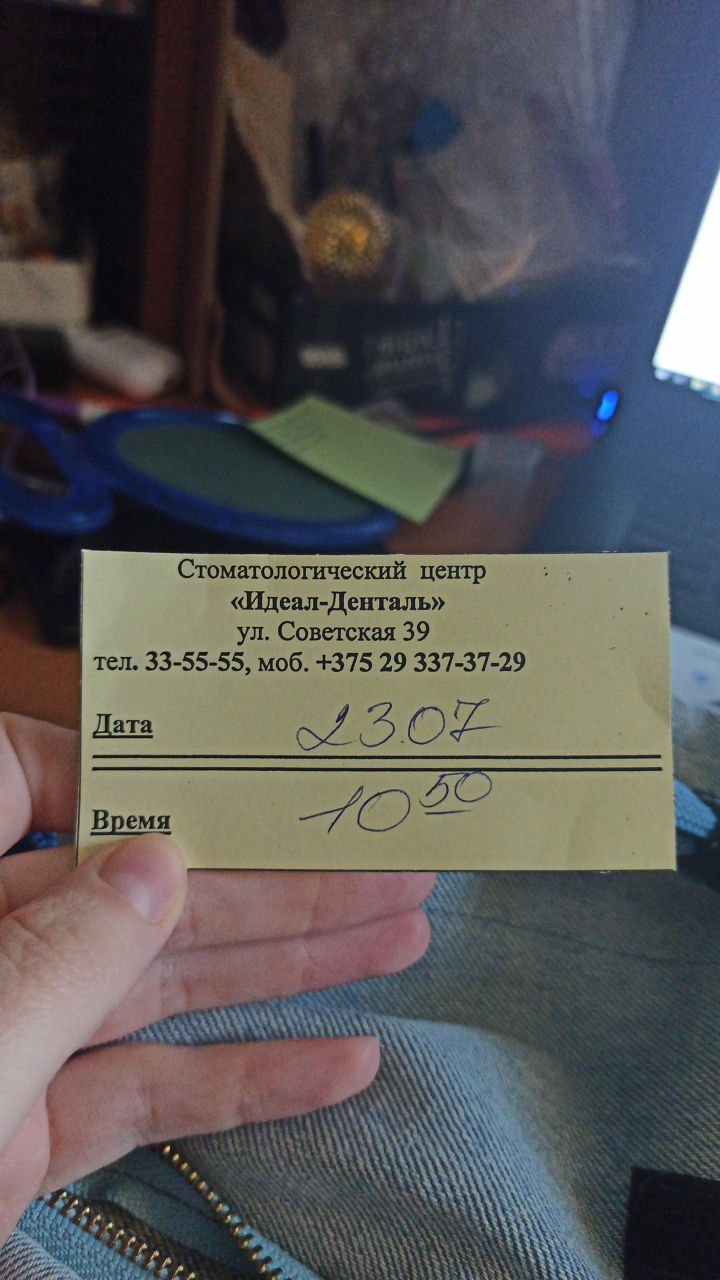 Стоматологический центр
«Идеал-Денталь»
ул. Советская 39
тел. 33-55-55, моб. +375 29 337-37-29
Дата 23.07
Время 10 50